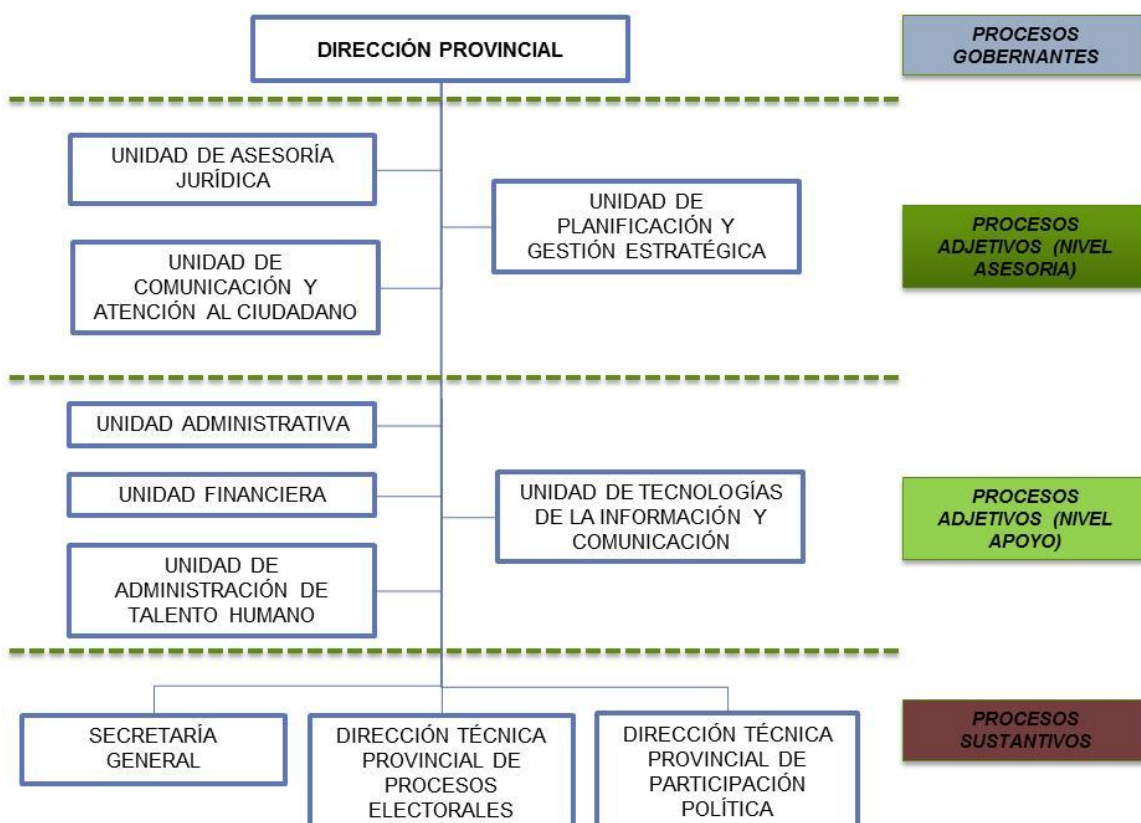 DIRECCIÓN PROVINCIAL
PROCESOS
GOBERNANTES
UNIDAD DE ASESORÍA
JURÍDICA
UNIDAD DE
PLANIFICACIÓN Y
GESTIÓN ESTRATÉGICA
UNIDAD DE
COMUNICACIÓN Y
ATENCIÓN AL CIUDADANO
PROCESOS
ADJETIVOS (NIVEL
ASESORIA)
UNIDAD ADMINISTRATIVA
UNIDAD FINANCIERA
UNIDAD DE
ADMINISTRACIÓN DE
TALENTO HUMANO
UNIDAD DE TECNOLOGÍAS
DE LA INFORMACIÓN Y
COMUNICACIÓN
PROCESOS
ADJETIVOS (NIVEL
APOYO)
SECRETARÍA
GENERAL
DIRECCIÓN TÉCNICA
PROVINCIAL DE
PROCESOS
ELECTORALES
DIRECCIÓN TÉCNICA
PROVINCIAL DE
PARTICIPACIÓN
POLÍTICA
PROCESOS
SUSTANTIVOS